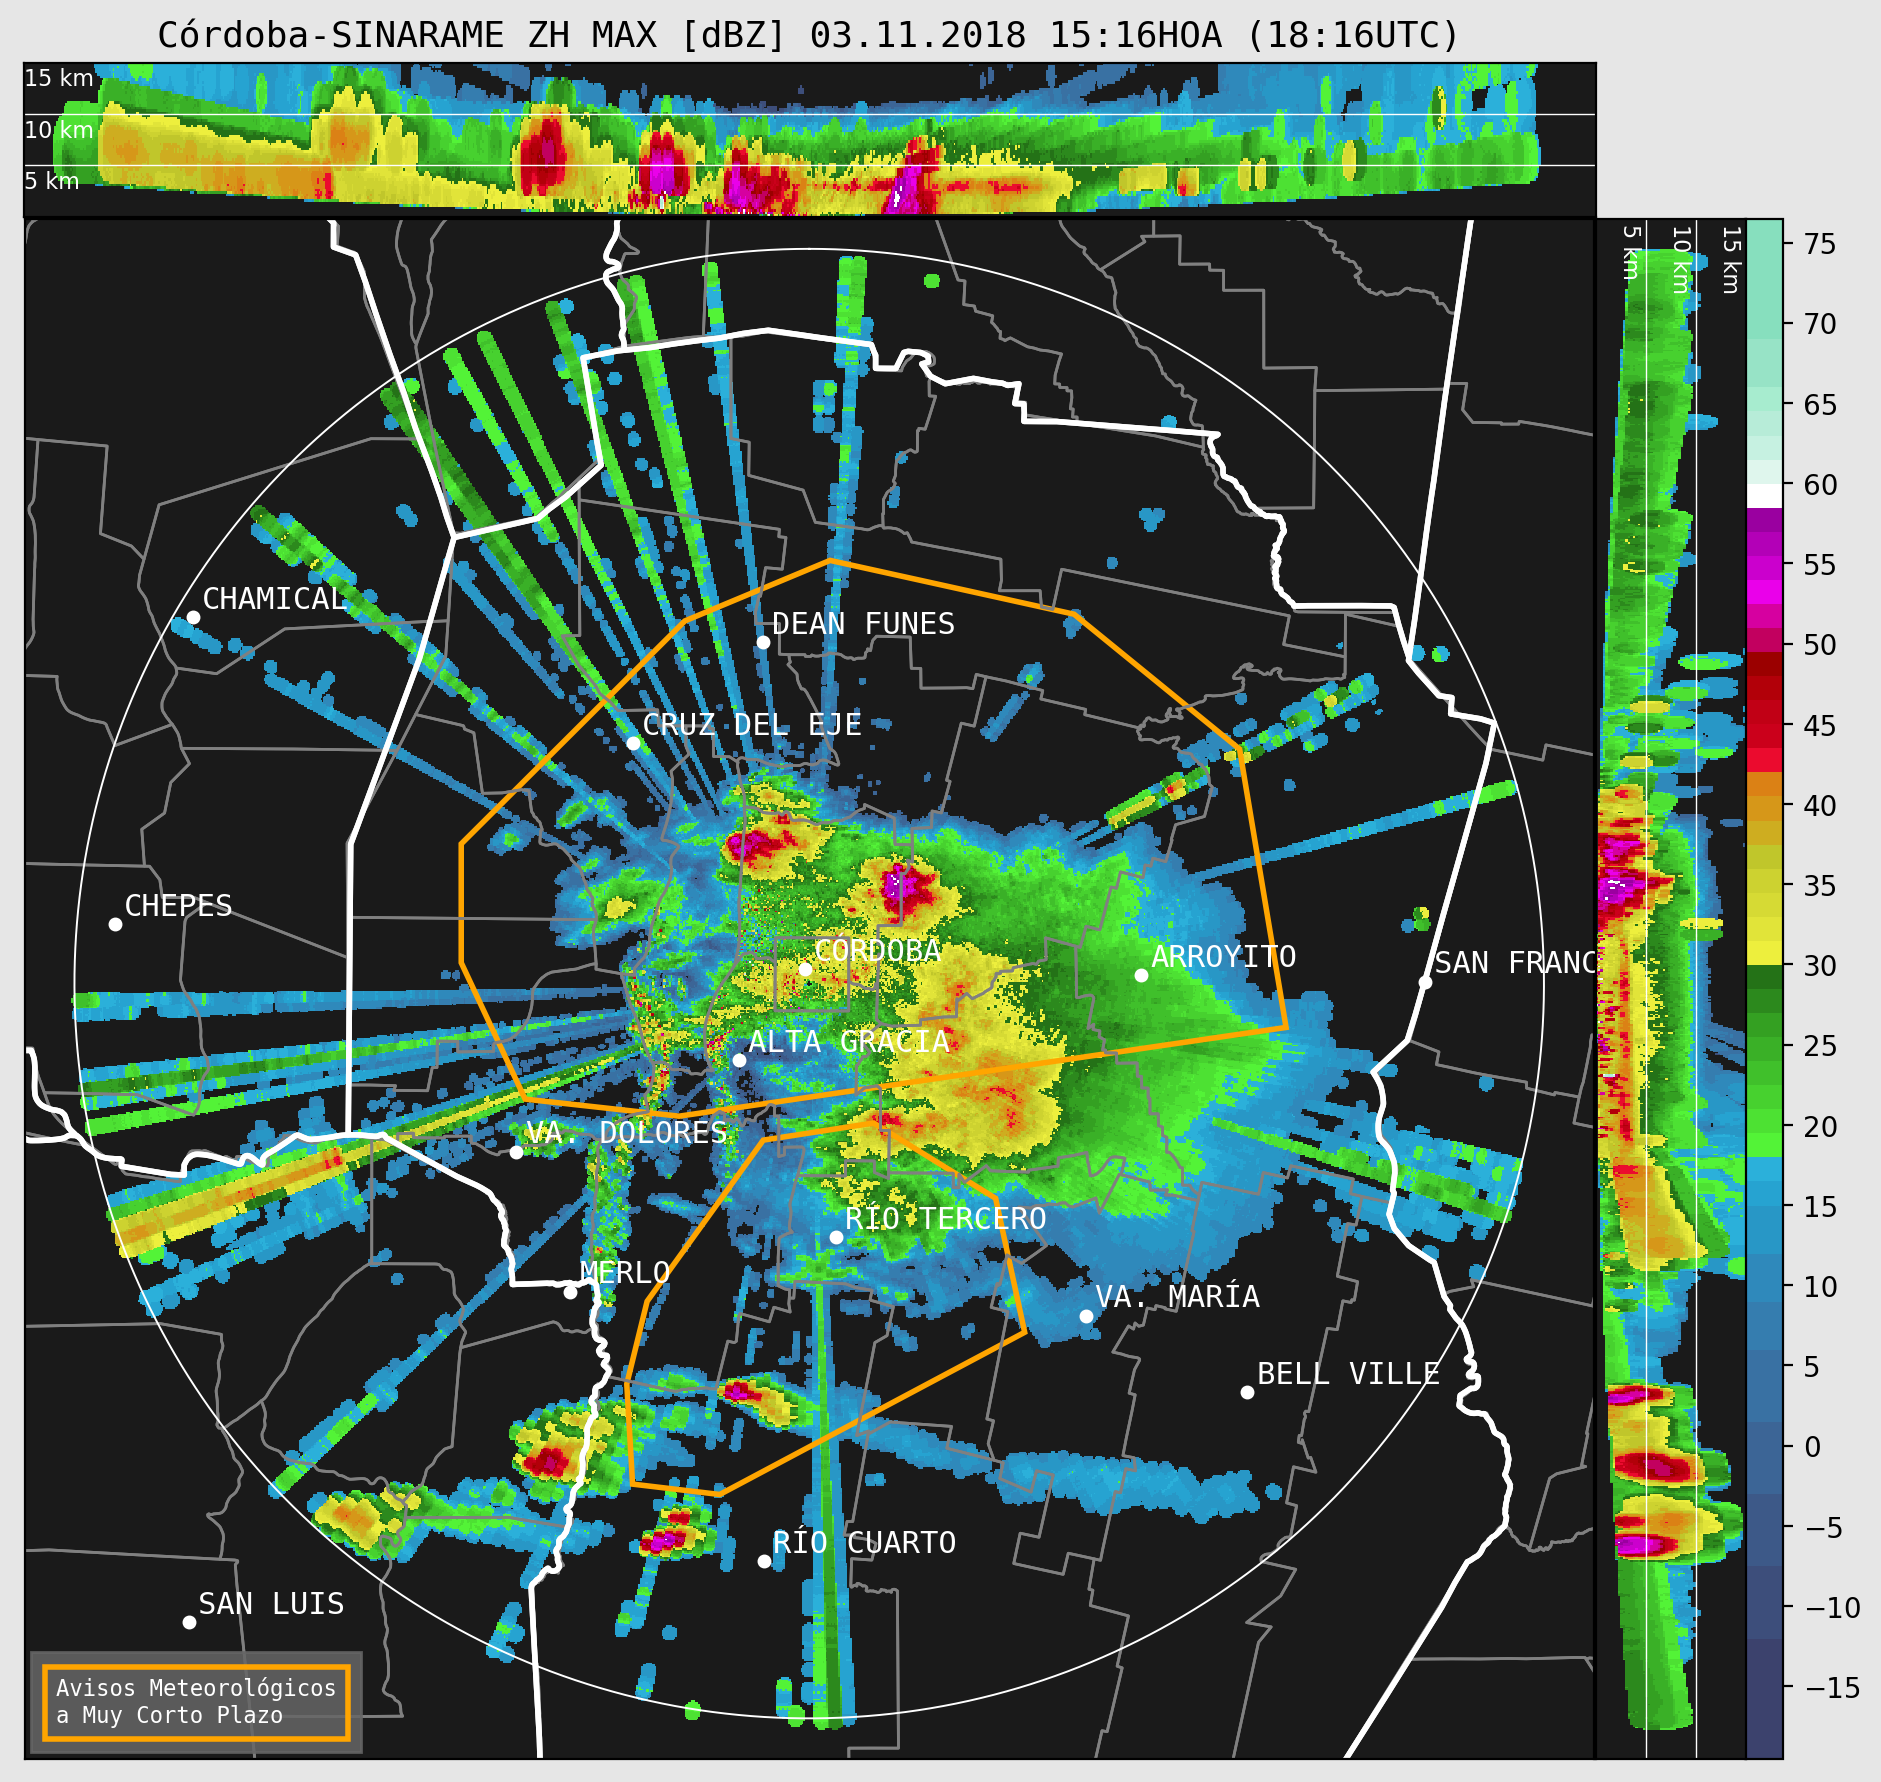 Córdoba-SINARAME ZH MAX [dBZ] 03.11.2018 15:16HOA (18:16UTC)
15 km
10 km
5 km
5 km
10 km
15 km
75
70
65
60
55
50
45
40
35
30
25
20
15
10
5
0
−5
−10
−15
CHAMICAL
DEAN FUNES
CRUZ DEL EJE
CHEPES
CÓRDOBA
ARROYITO
SAN FRANC
ALTA GRACIA
VA. DOLORES
RÍO TERCERO
MERLO
VA. MARÍA
BELL VILLE
RÍO CUARTO
SAN LUIS
Avisos Meteorológicos
a Muy Corto Plazo